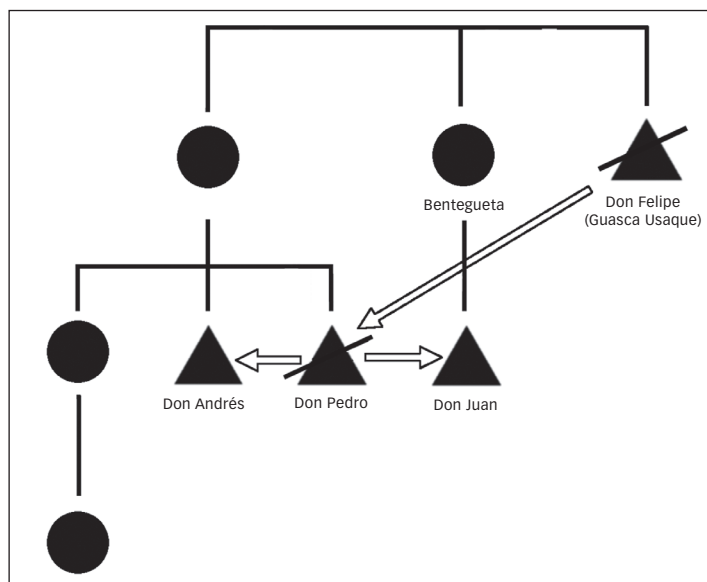 Bentegueta
Don Felipe
(Guasca Usaque)
Don Andrés
Don Pedro
Don Juan